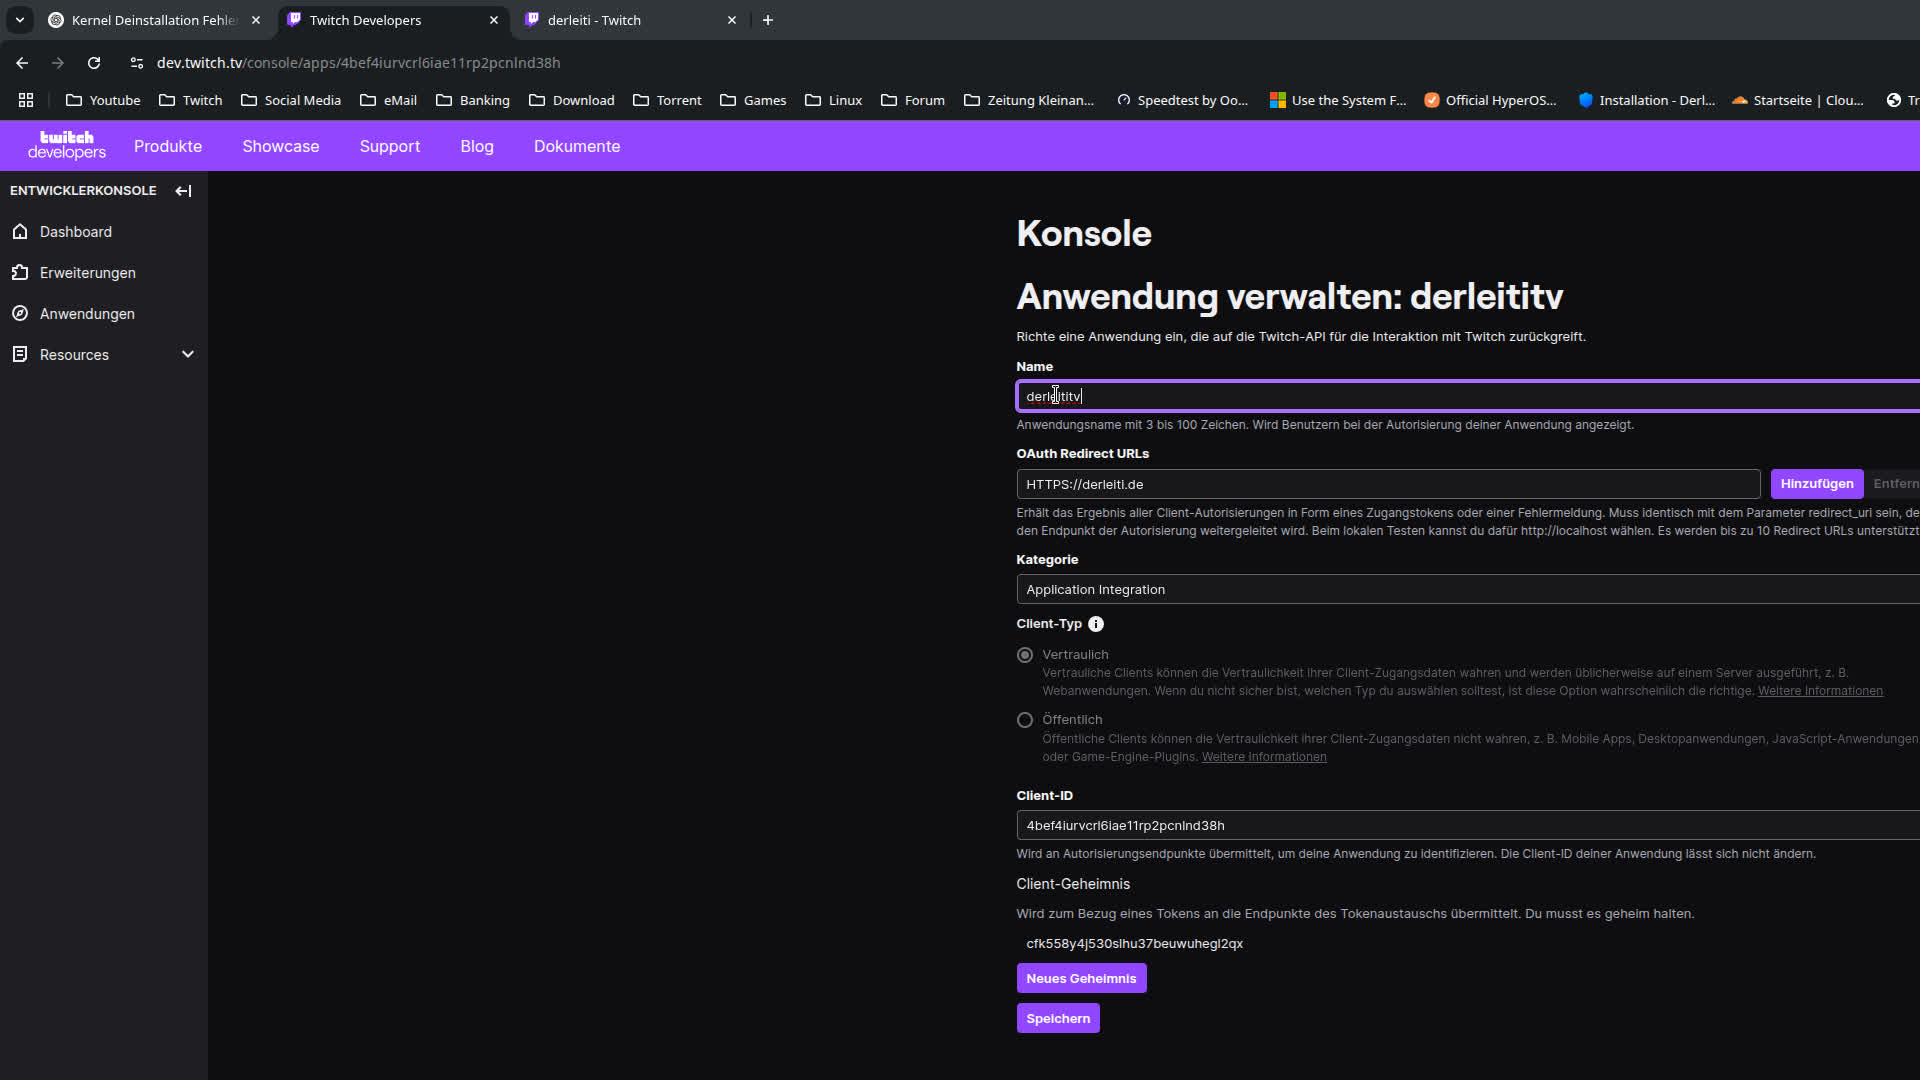 Kernel Deinstallation Fehle
Twitch Developers
derleiti - Twitch
dev.twitch.tv/console/apps/4bef4iurvcrl6iae11rp2pcnlnd38h
Youtube
Twitch
Social Media
eMail
Banking
Download
Torrent
Games
Linux
Forum
Zeitung Kleinan...
Speedtest by Oo...
Use the System F...
Official HyperOS...
Installation - Derl...
Startseite | Clou...
Tr
twitch
developers
Produkte
Showcase
Support
Blog
Dokumente
ENTWICKLERKONSOLE
Dashboard
Erweiterungen
Anwendungen
Resources
Konsole
Anwendung verwalten: derleititv
Richte eine Anwendung ein, die auf die Twitch-API für die Interaktion mit Twitch zurückgreift.
Name
derleititv
Anwendungsname mit 3 bis 100 Zeichen. Wird Benutzern bei der Autorisierung deiner Anwendung angezeigt.
OAuth Redirect URLs
HTTPS://derleiti.de
Hinzufügen
Entfern
Erhält das Ergebnis aller Client-Autorisierungen in Form eines Zugangstokens oder einer Fehlermeldung. Muss identisch mit dem Parameter redirect_uri sein, de
den Endpunkt der Autorisierung weitergeleitet wird. Beim lokalen Testen kannst du dafür http://localhost wählen. Es werden bis zu 10 Redirect URLs unterstützt
Kategorie
Application Integration
Client-Typ
Vertraulich
Vertrauliche Clients können die Vertraulichkeit ihrer Client-Zugangsdaten wahren und werden üblicherweise auf einem Server ausgeführt, z. B.
Webanwendungen. Wenn du nicht sicher bist, welchen Typ du auswählen solltest, ist diese Option wahrscheinlich die richtige. Weitere Informationen
Öffentlich
Öffentliche Clients können die Vertraulichkeit ihrer Client-Zugangsdaten nicht wahren, z. B. Mobile Apps, Desktopanwendungen, JavaScript-Anwendungen
oder Game-Engine-Plugins. Weitere Informationen
Client-ID
4bef4iurvcrl6iae11rp2pcnlnd38h
Wird an Autorisierungsendpunkte übermittelt, um deine Anwendung zu identifizieren. Die Client-ID deiner Anwendung lässt sich nicht ändern.
Client-Geheimnis
Wird zum Bezug eines Tokens an die Endpunkte des Tokenaustauschs übermittelt. Du musst es geheim halten.
cfk558y4j530slhu37beuwuhegl2qx
Neues Geheimnis
Speichern